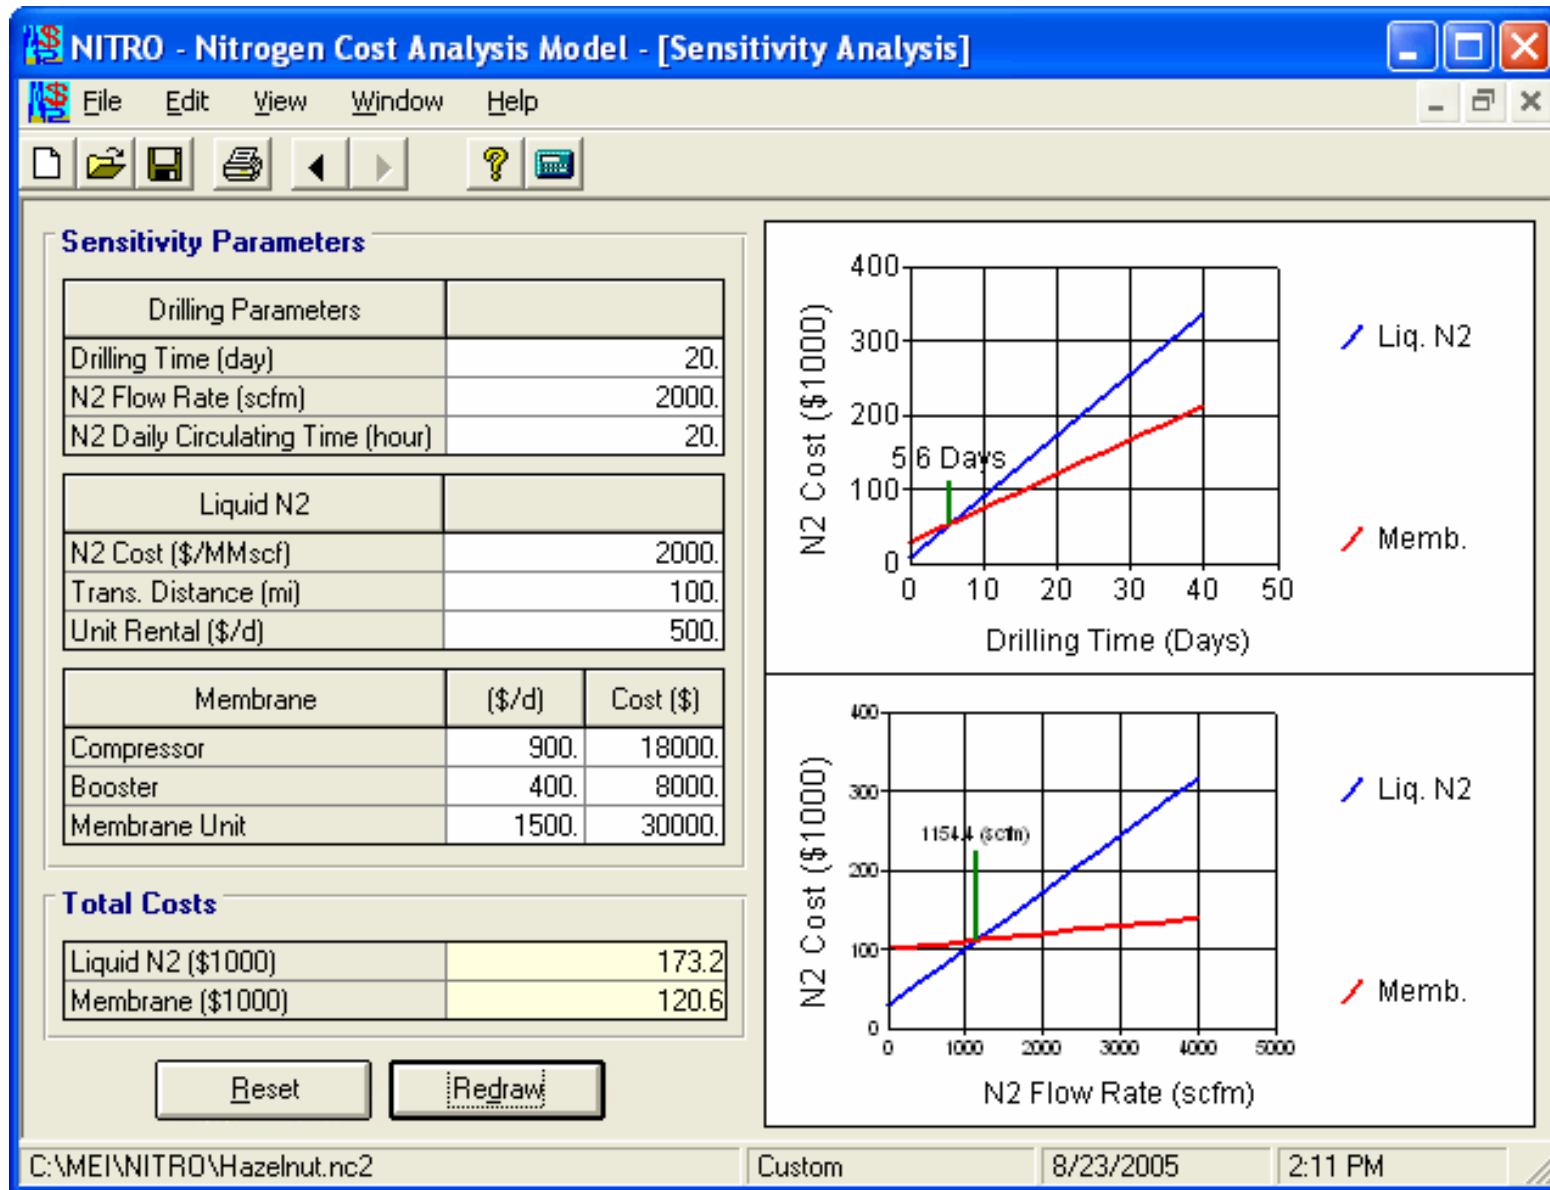 NITRO - Nitrogen Cost Analysis Model - [Sensitivity Analysis]
File Edit View Window Help
Sensitivity Parameters
Drilling Parameters
Drilling Time (day) 20.
N2 Flow Rate (scfm) 2000.
N2 Daily Circulating Time (hour) 20.
Liquid N2
N2 Cost ($/MMscf) 2000.
Trans. Distance (mi) 100.
Unit Rental ($/d) 500.
Membrane ($/d) Cost ($)
Compressor 900. 18000.
Booster 400. 8000.
Membrane Unit 1500. 30000.
Total Costs
Liquid N2 ($1000) 173.2
Membrane ($1000) 120.6
Reset Redraw
N2 Cost ($1000)
400
300
200
100
0
5.6 Days
0 10 20 30 40 50
Drilling Time (Days)
Liq. N2
Memb.
N2 Cost ($1000)
400
300
200
100
0
1154.4 (scfm)
0 1000 2000 3000 4000 5000
N2 Flow Rate (scfm)
Liq. N2
Memb.
C:\MEI\NITRO\Hazelnut.nc2 Custom 8/23/2005 2:11 PM